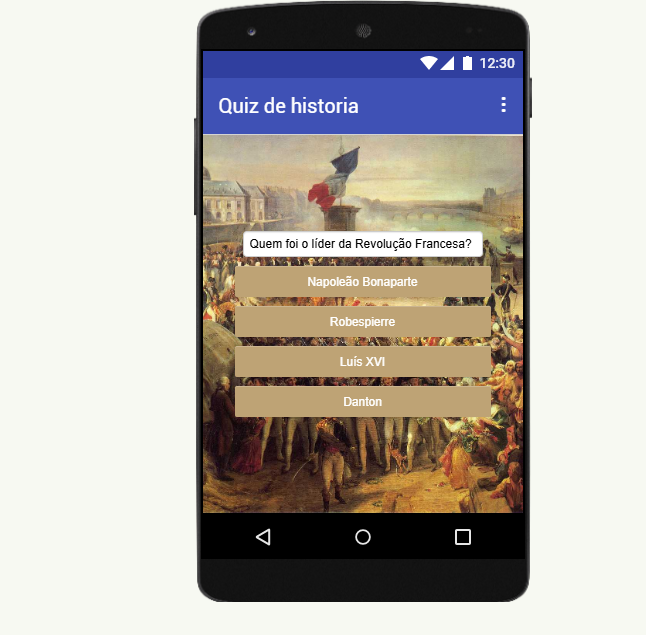 12:30
Quiz de historia
Quem foi o líder da Revolução Francesa?
Napoleão Bonaparte
Robespierre
Luís XVI
Danton